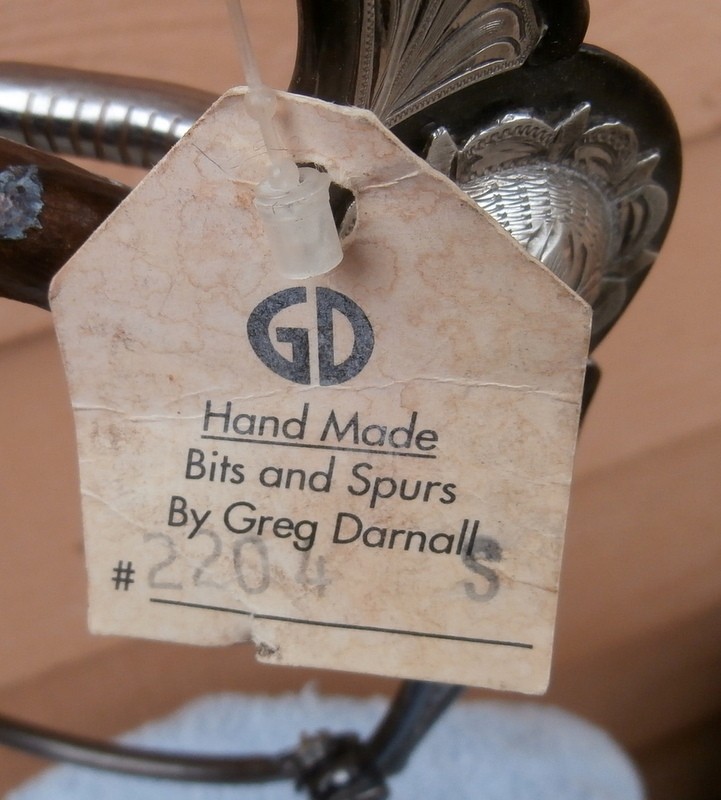 GD
Hand Made
Bits and Spurs
By Greg Darnall
# 2204 S